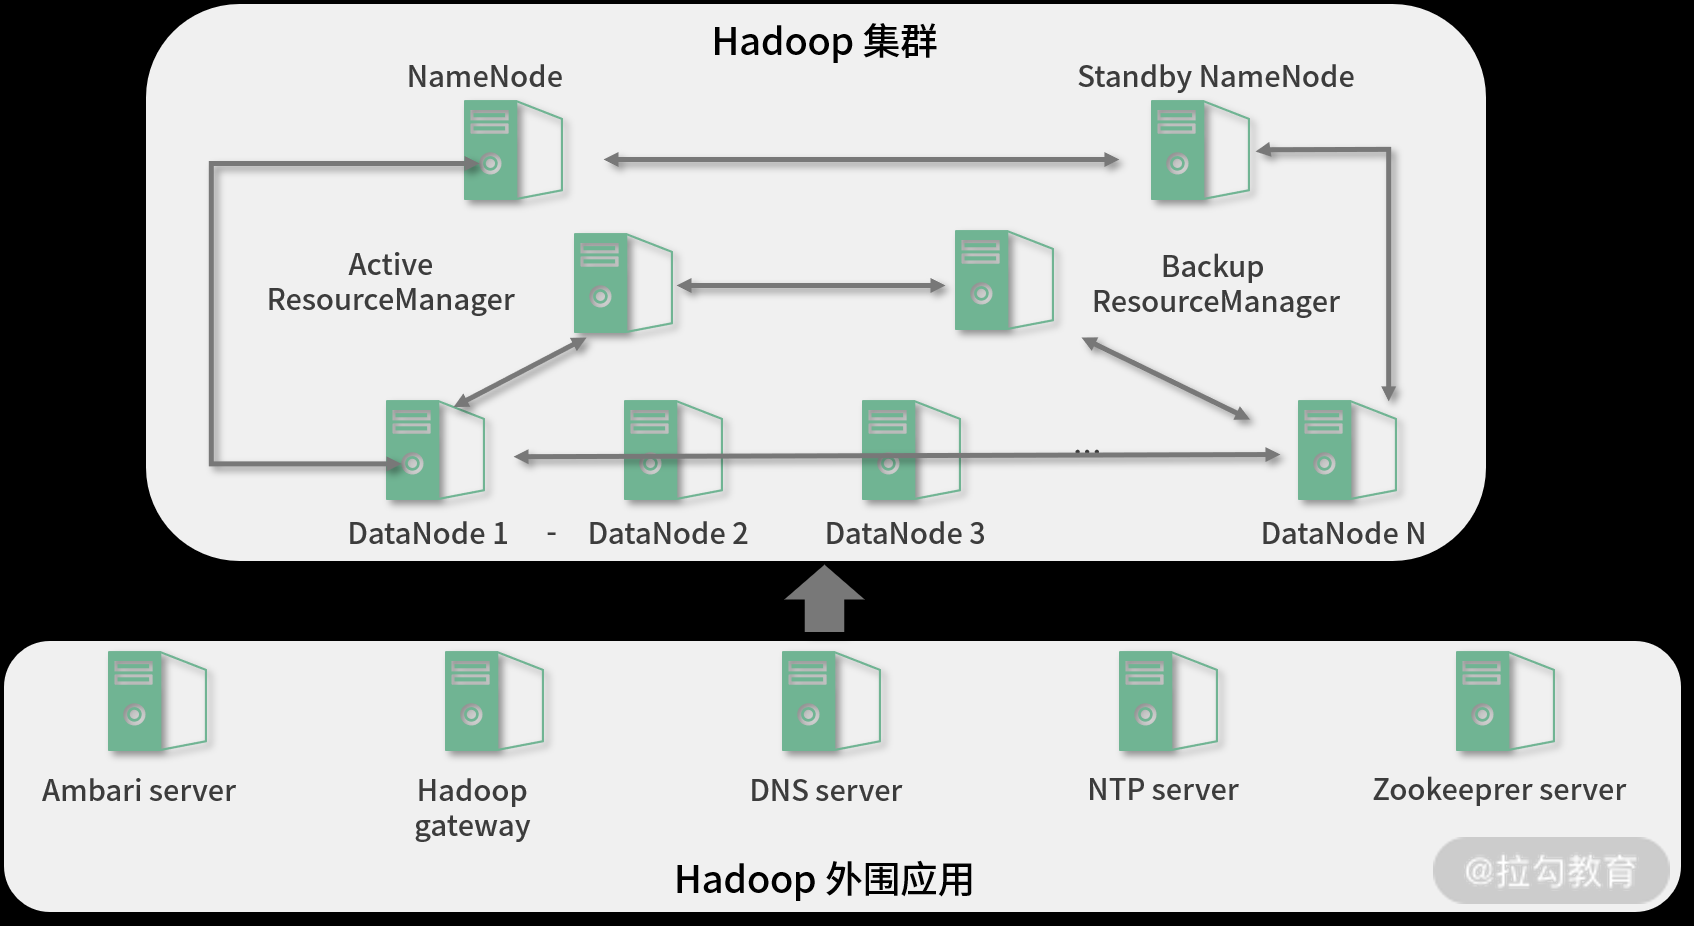 Hadoop 集群
NameNode
Standby NameNode
Active
ResourceManager
Backup
ResourceManager
...
DataNode 1
-
DataNode 2
DataNode 3
DataNode N
Ambari server
Hadoop
gateway
DNS server
NTP server
Zookeeprer server
Hadoop 外围应用
@拉勾教育